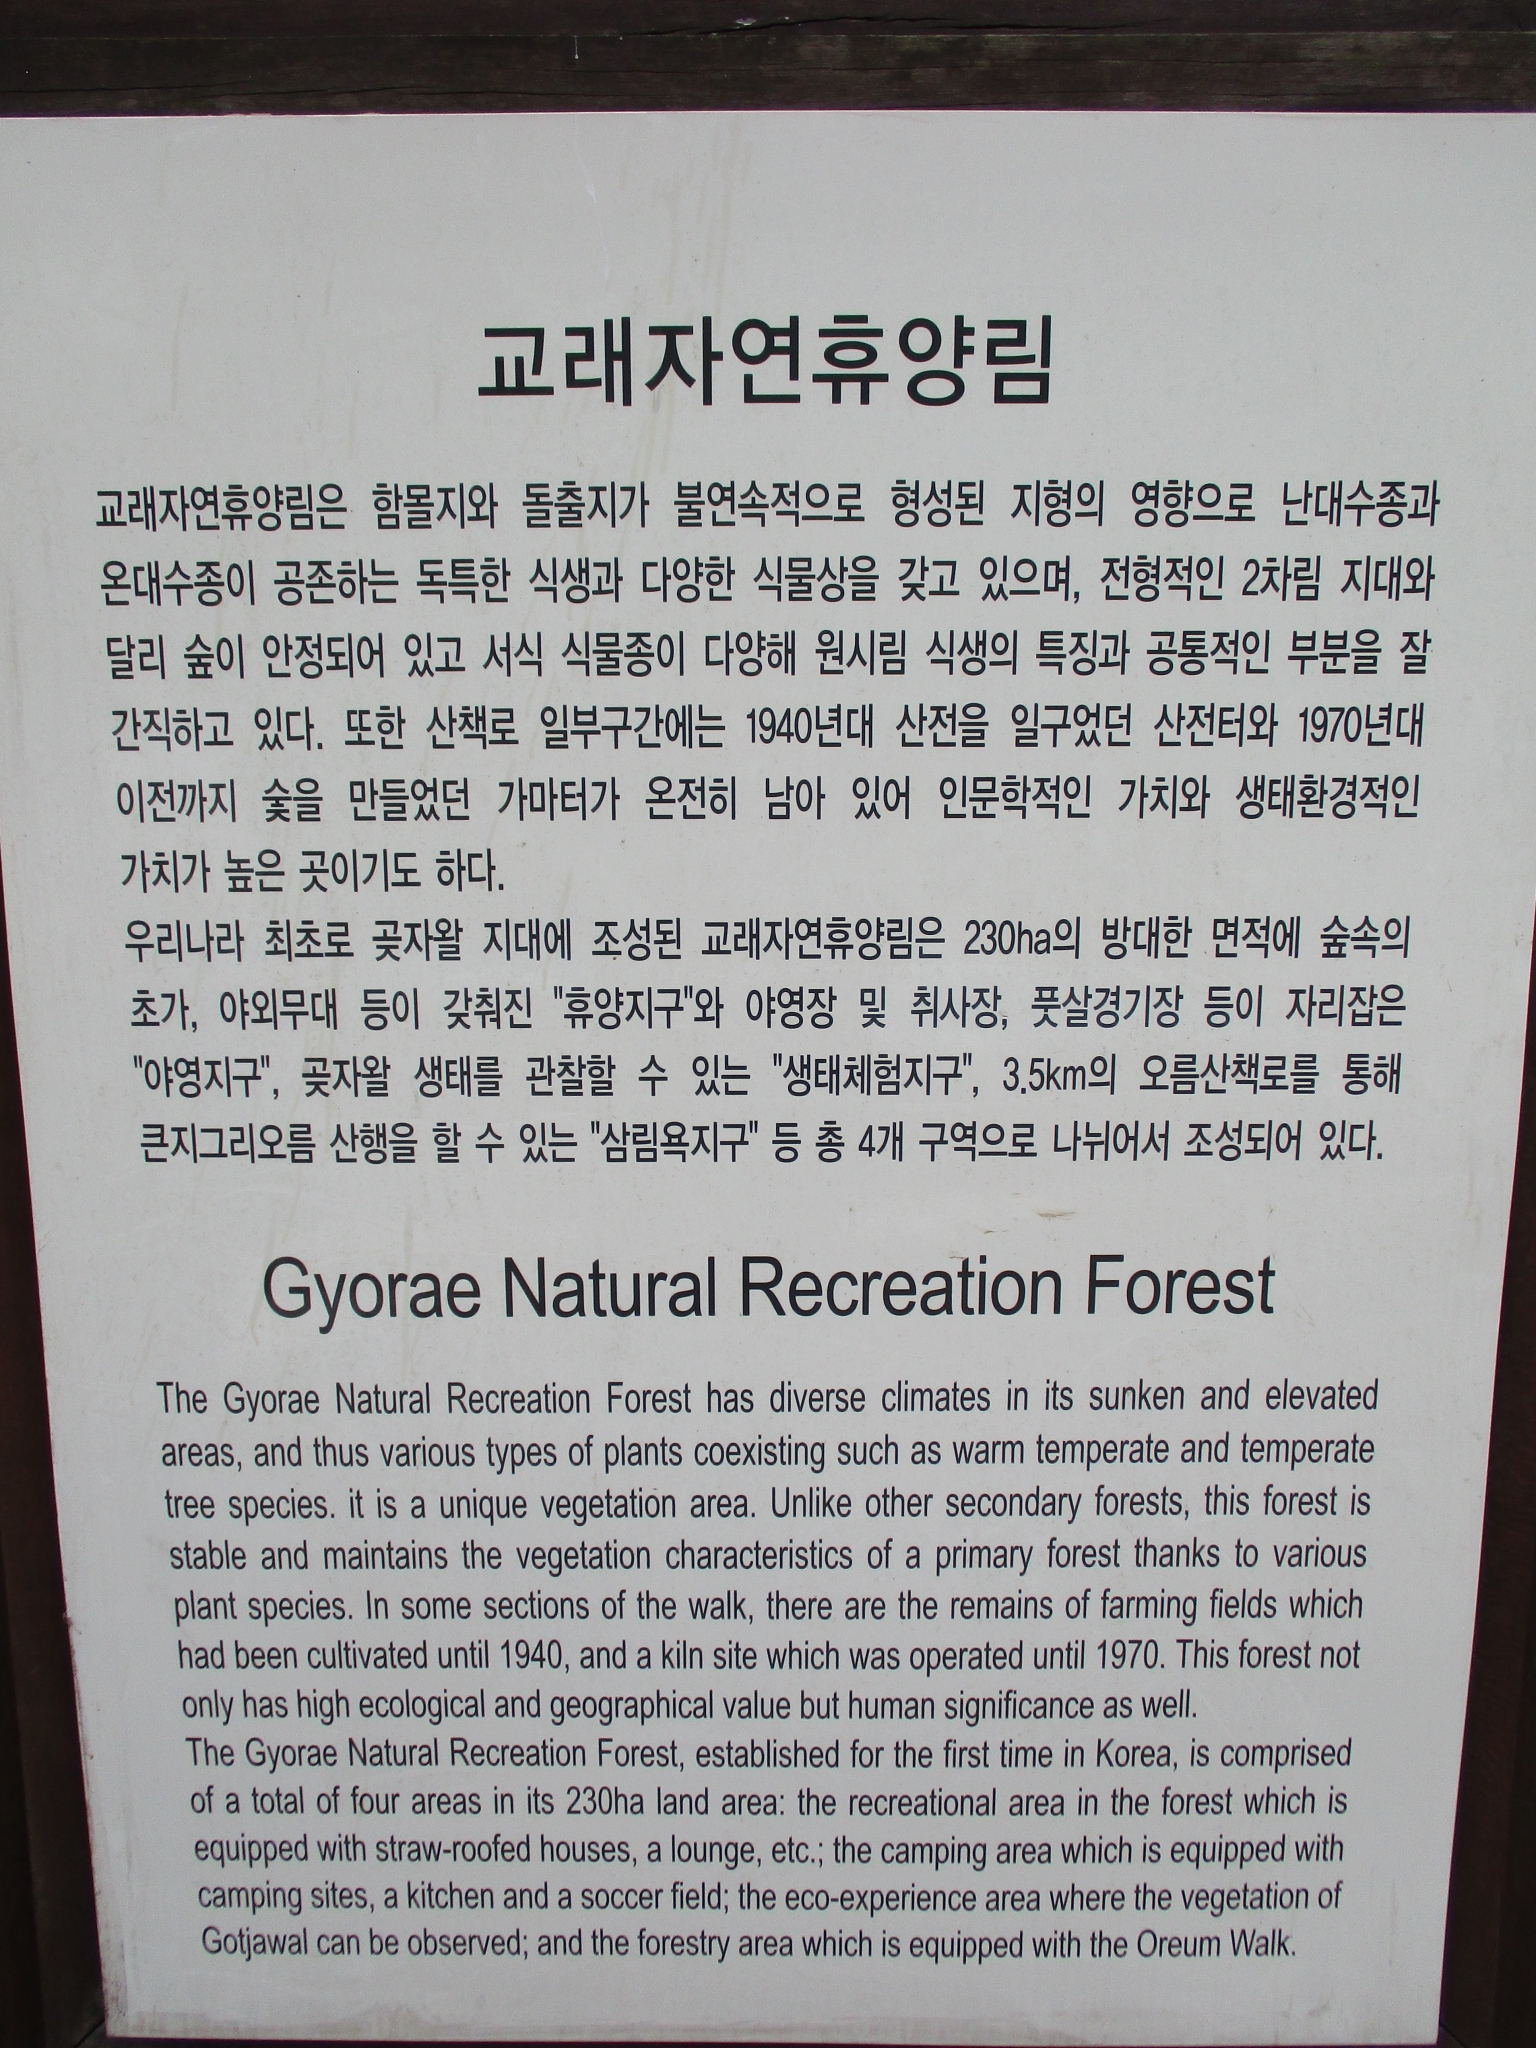 교래자연휴양림
교래자연휴양림은 함몰지와 돌출지가 불연속적으로 형성된 지형의 영향으로 난대수종과
온대수종이 공존하는 독특한 식생과 다양한 식물상을 갖고 있으며, 전형적인 2차림 지대와
달리 숲이 안정되어 있고 서식 식물종이 다양해 원시림 식생의 특징과 공통적인 부분을 잘
간직하고 있다. 또한 산책로 일부구간에는 1940년대 산전을 일구었던 산전터와 1970년대
이전까지 숯을 만들었던 가마터가 온전히 남아 있어 인문학적인 가치와 생태환경적인
가치가 높은 곳이기도 하다.
우리나라 최초로 곶자왈 지대에 조성된 교래자연휴양림은 230ha의 방대한 면적에 숲속의
초가, 야외무대 등이 갖춰진 "휴양지구"와 야영장 및 취사장, 풋살경기장 등이 자리잡은
"야영지구", 곶자왈 생태를 관찰할 수 있는 "생태체험지구", 3.5km의 오름산책로를 통해
큰지그리오름 산행을 할 수 있는 "삼림욕지구" 등 총 4개 구역으로 나뉘어서 조성되어 있다.
Gyorae Natural Recreation Forest
The Gyorae Natural Recreation Forest has diverse climates in its sunken and elevated
areas, and thus various types of plants coexisting such as warm temperate and temperate
tree species. it is a unique vegetation area. Unlike other secondary forests, this forest is
stable and maintains the vegetation characteristics of a primary forest thanks to various
plant species. In some sections of the walk, there are the remains of farming fields which
had been cultivated until 1940, and a kiln site which was operated until 1970. This forest not
only has high ecological and geographical value but human significance as well.
The Gyorae Natural Recreation Forest, established for the first time in Korea, is comprised
of a total of four areas in its 230ha land area: the recreational area in the forest which is
equipped with straw-roofed houses, a lounge, etc.; the camping area which is equipped with
camping sites, a kitchen and a soccer field; the eco-experience area where the vegetation of
Gotjawal can be observed; and the forestry area which is equipped with the Oreum Walk.